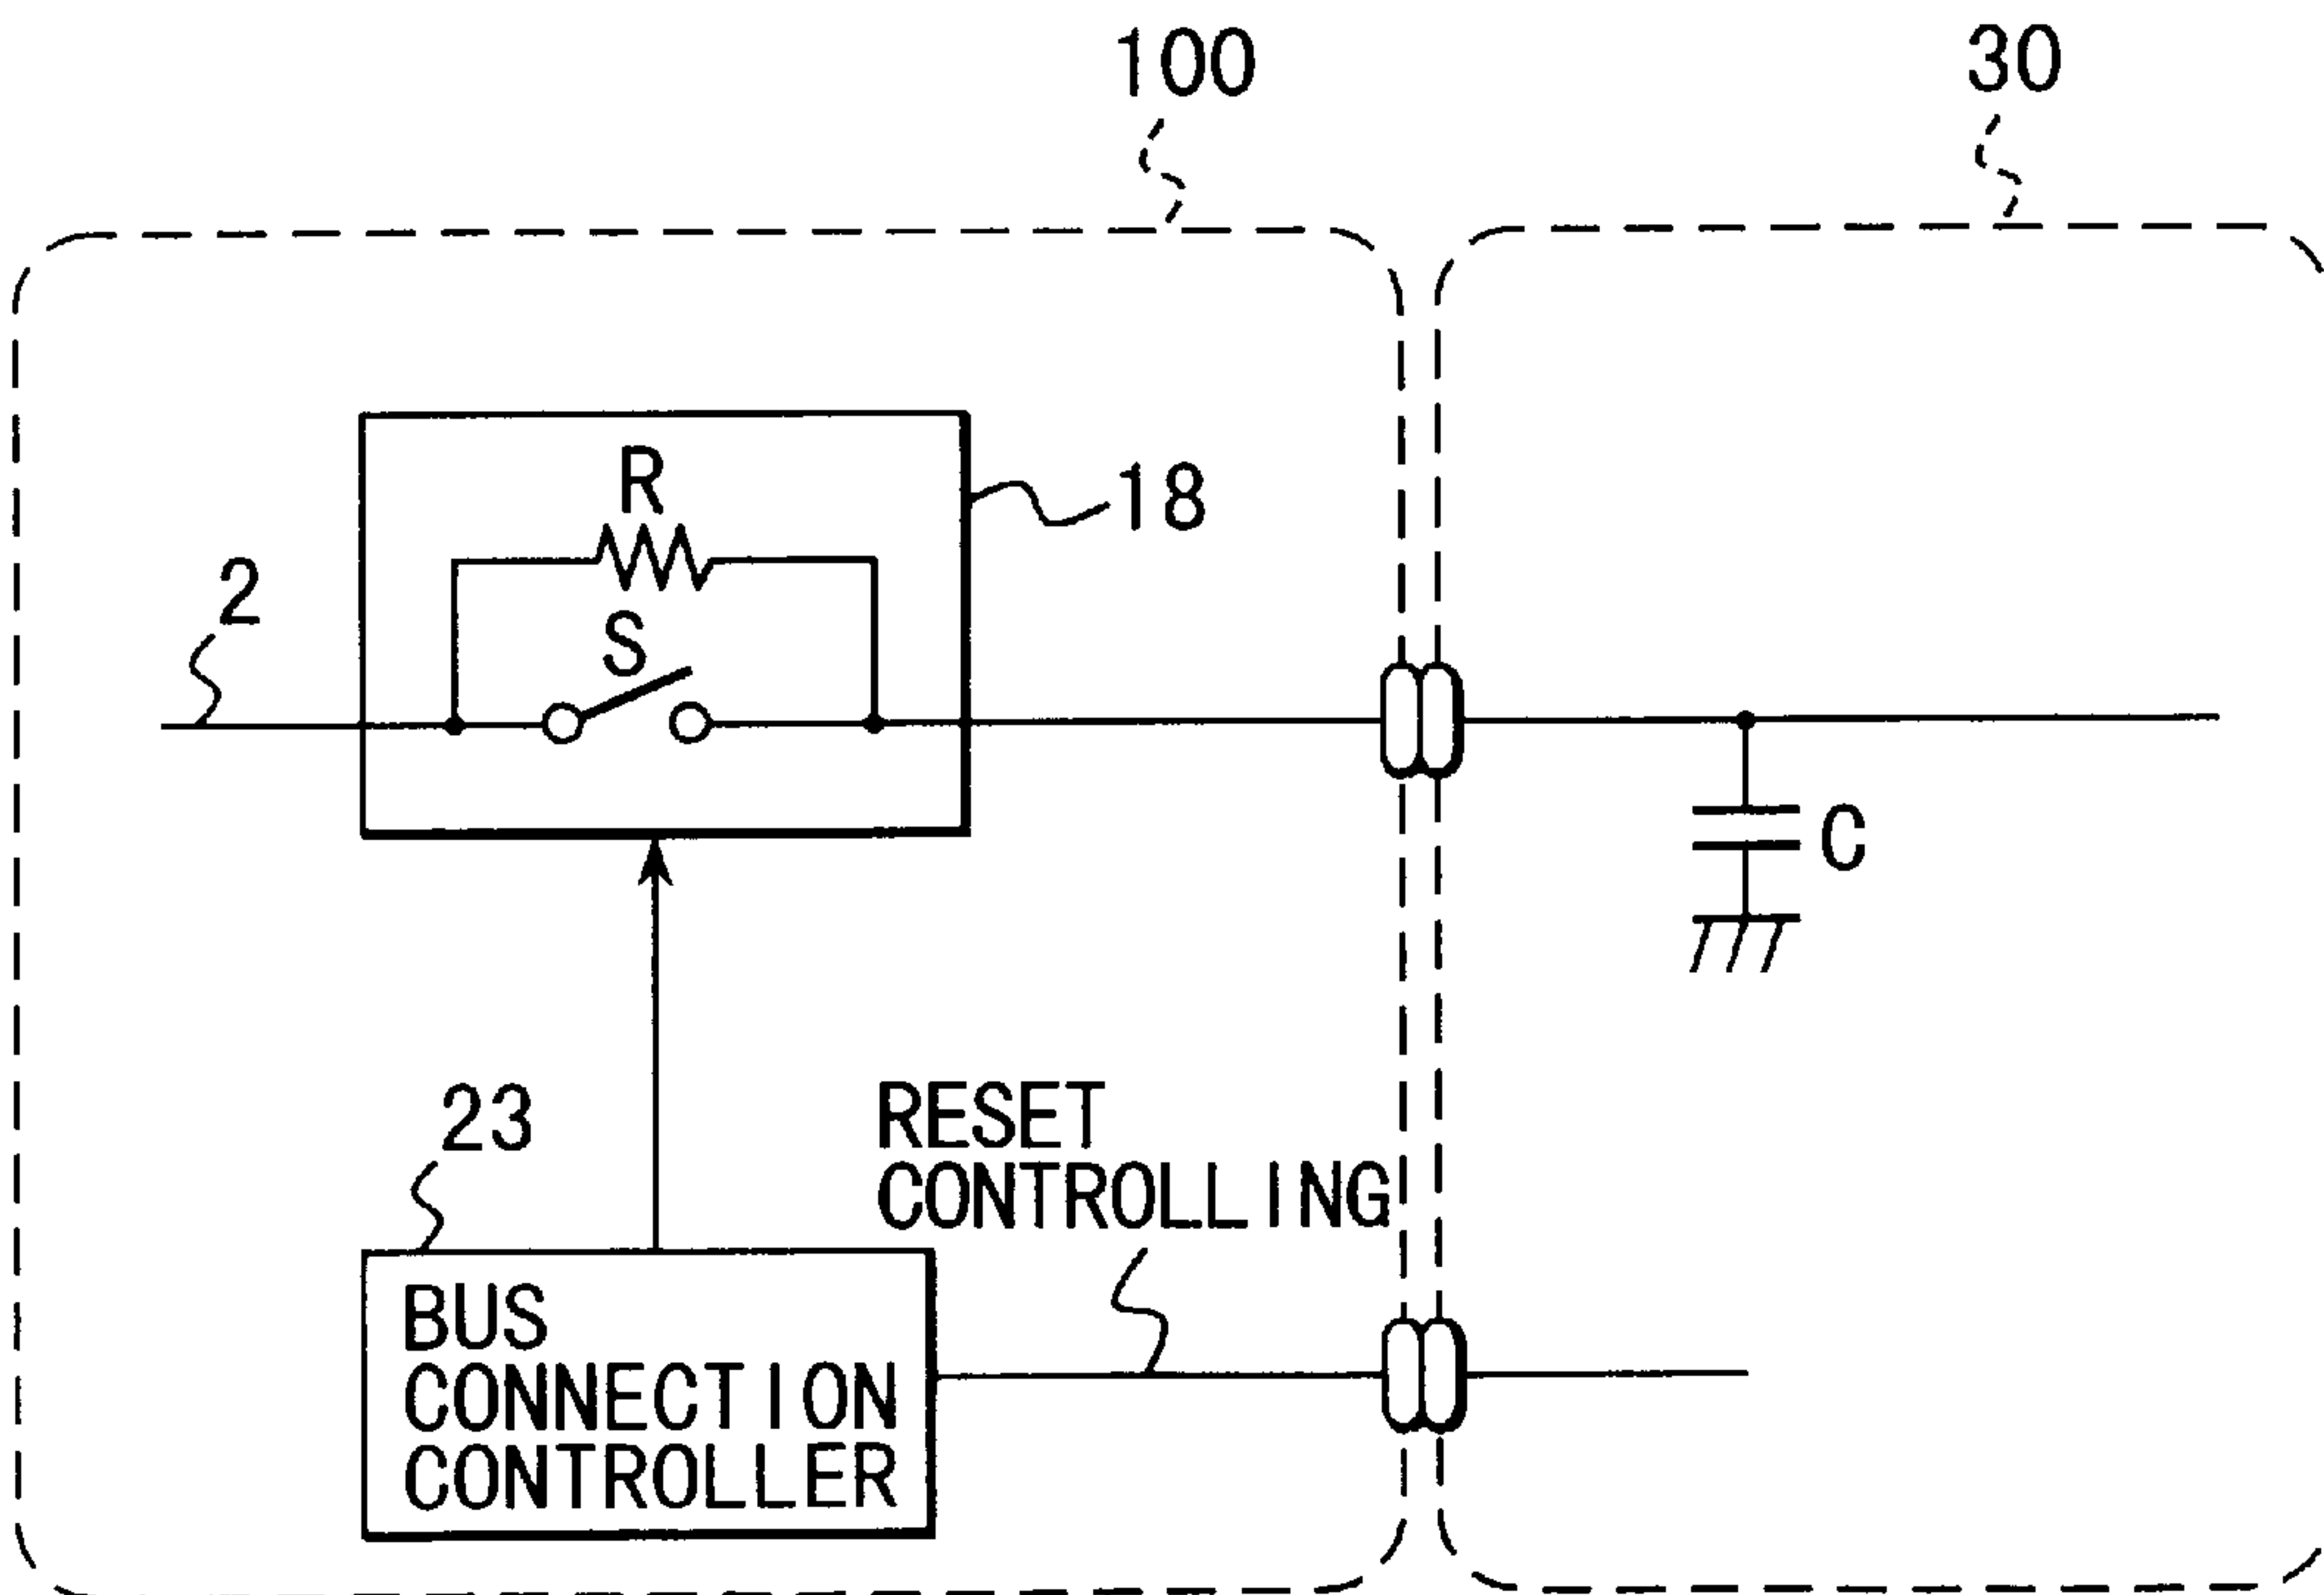 100
30
R
18
2
S
C
23
RESET
CONTROLLING
BUS
CONNECTION
CONTROLLER